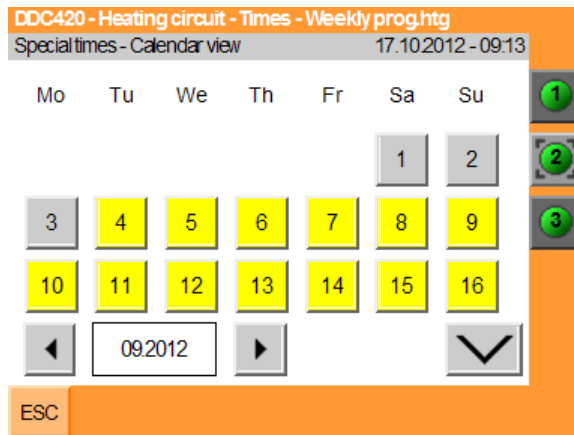 DDC420 - Heating circuit - Times - Weekly prog.htg
Special times - Calendar view 17.10.2012 - 09:13
Mo Tu We Th Fr Sa Su
1
1 2
2
3 4 5 6 7 8 9
3
10 11 12 13 14 15 16
09.2012
ESC